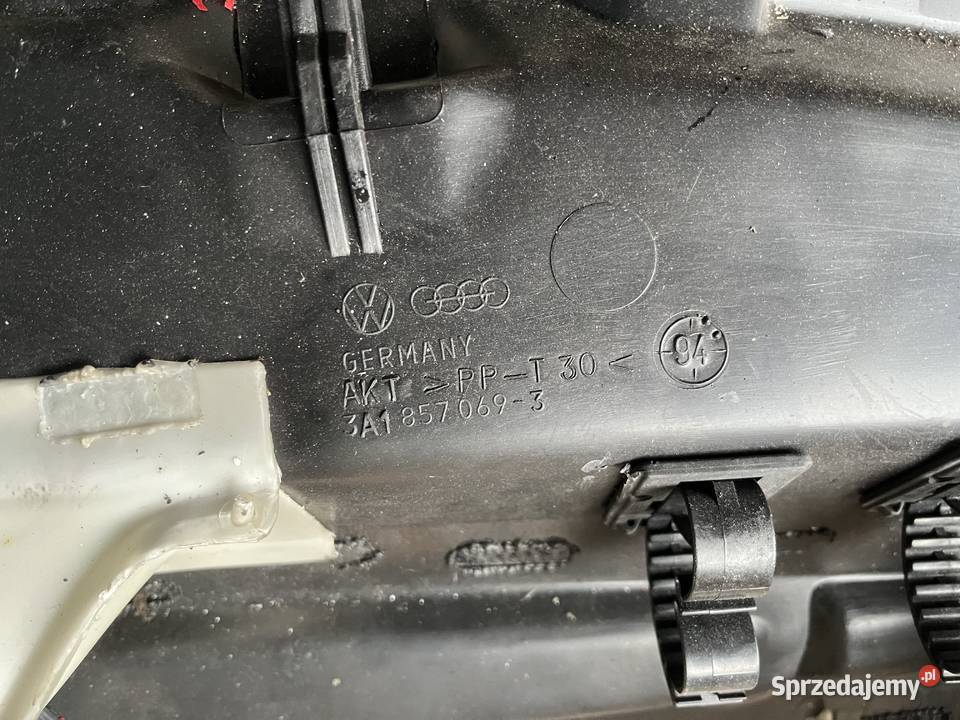 GERMANY
AKT >PP-T 30<
94
3A1 857 069-3
Sprzedajemy.pl